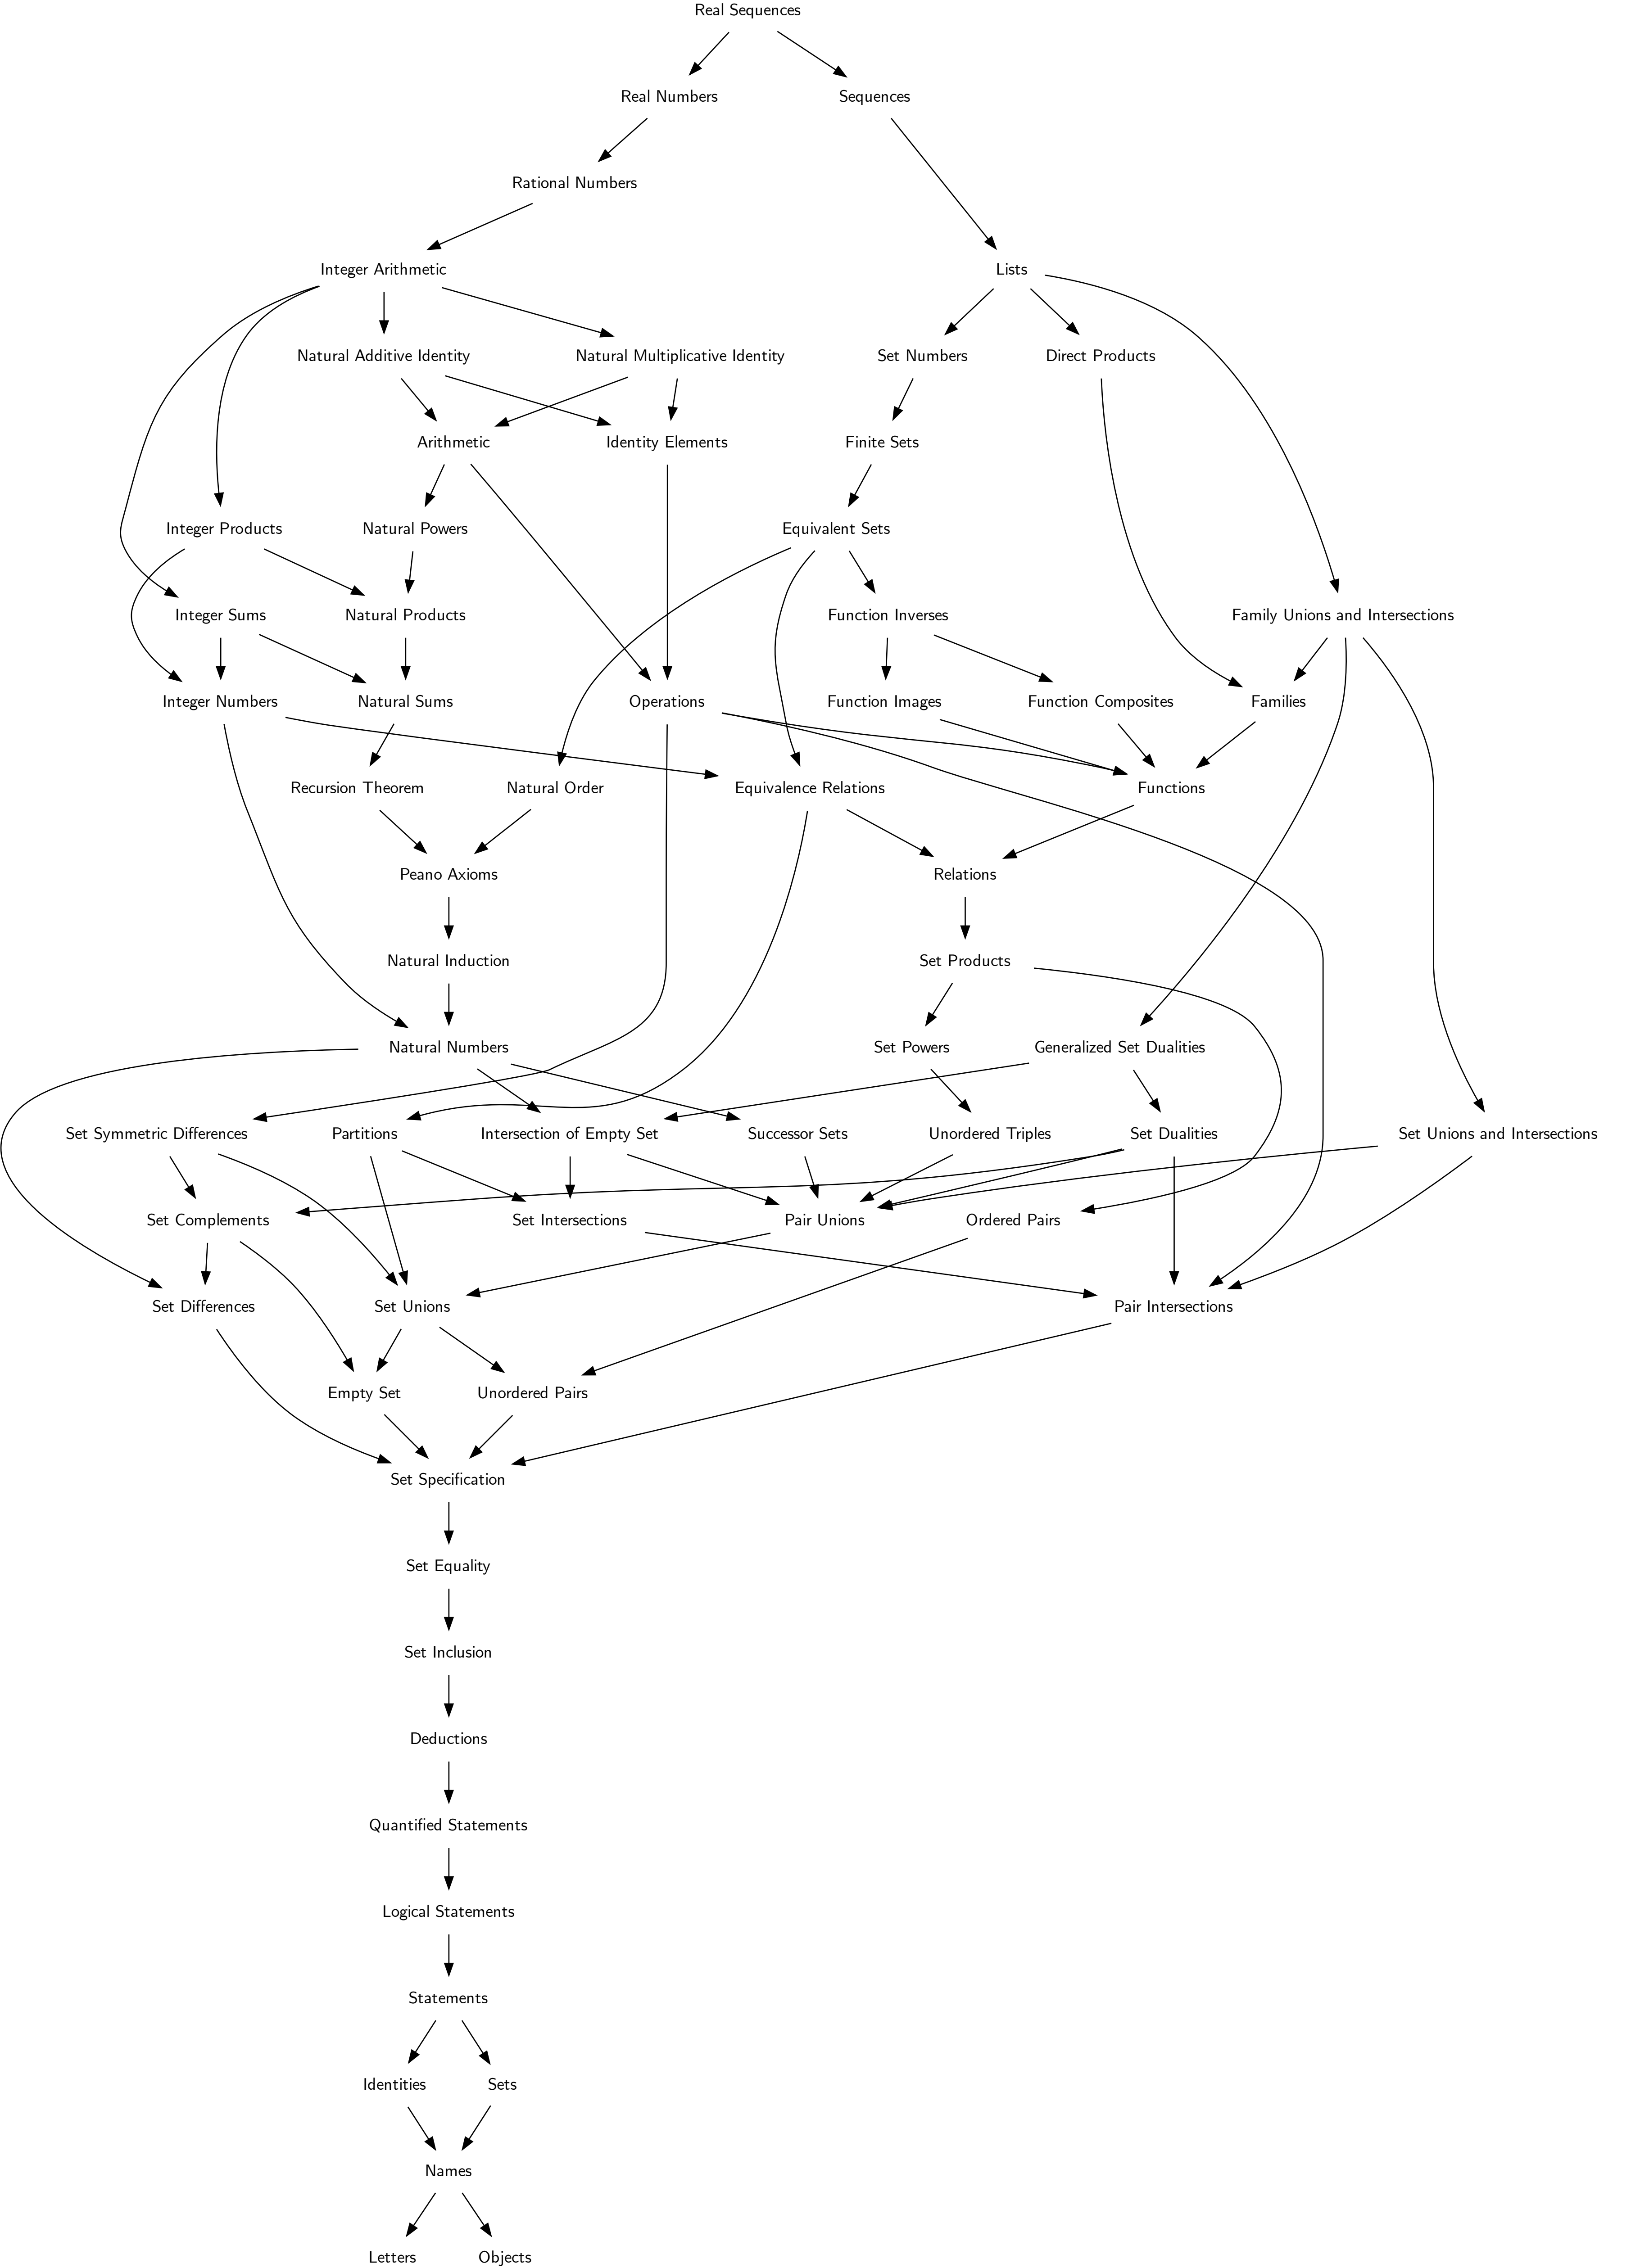 Real Sequences
Real Numbers
Sequences
Rational Numbers
Integer Arithmetic
Lists
Natural Additive Identity
Natural Multiplicative Identity
Set Numbers
Direct Products
Arithmetic
Identity Elements
Finite Sets
Integer Products
Natural Powers
Equivalent Sets
Integer Sums
Natural Products
Function Inverses
Family Unions and Intersections
Integer Numbers
Natural Sums
Operations
Function Images
Function Composites
Families
Recursion Theorem
Natural Order
Equivalence Relations
Functions
Peano Axioms
Relations
Natural Induction
Set Products
Natural Numbers
Set Powers
Generalized Set Dualities
Set Symmetric Differences
Partitions
Intersection of Empty Set
Successor Sets
Unordered Triples
Set Dualities
Set Unions and Intersections
Set Complements
Set Intersections
Pair Unions
Ordered Pairs
Set Differences
Set Unions
Pair Intersections
Empty Set
Unordered Pairs
Set Specification
Set Equality
Set Inclusion
Deductions
Quantified Statements
Logical Statements
Statements
Identities
Sets
Names
Letters
Objects